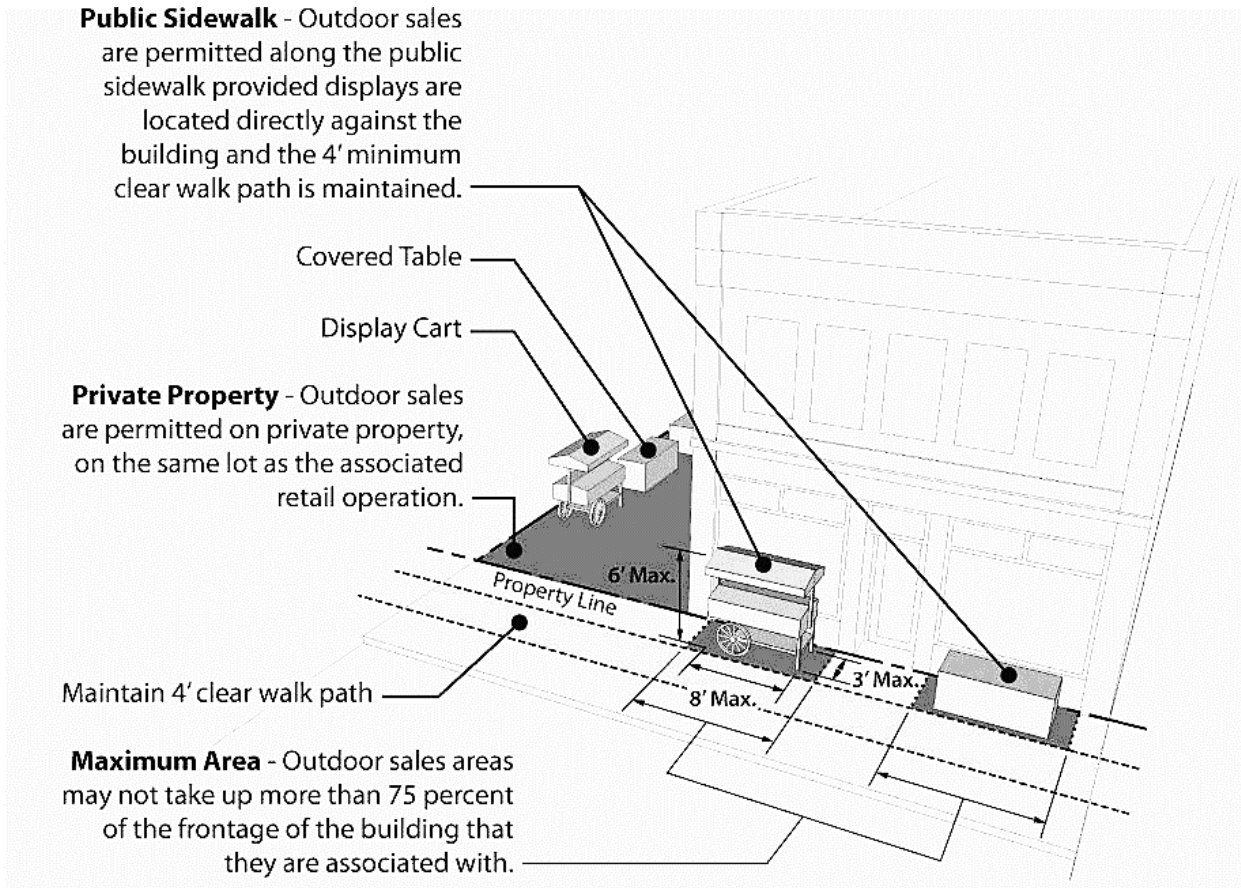 Public Sidewalk - Outdoor sales
are permitted along the public
sidewalk provided displays are
located directly against the
building and the 4' minimum
clear walk path is maintained.
Covered Table
Display Cart
Private Property - Outdoor sales
are permitted on private property,
on the same lot as the associated
retail operation.
6' Max.
Property Line
3' Max.
8' Max.
Maintain 4' clear walk path
Maximum Area - Outdoor sales areas
may not take up more than 75 percent
of the frontage of the building that
they are associated with.